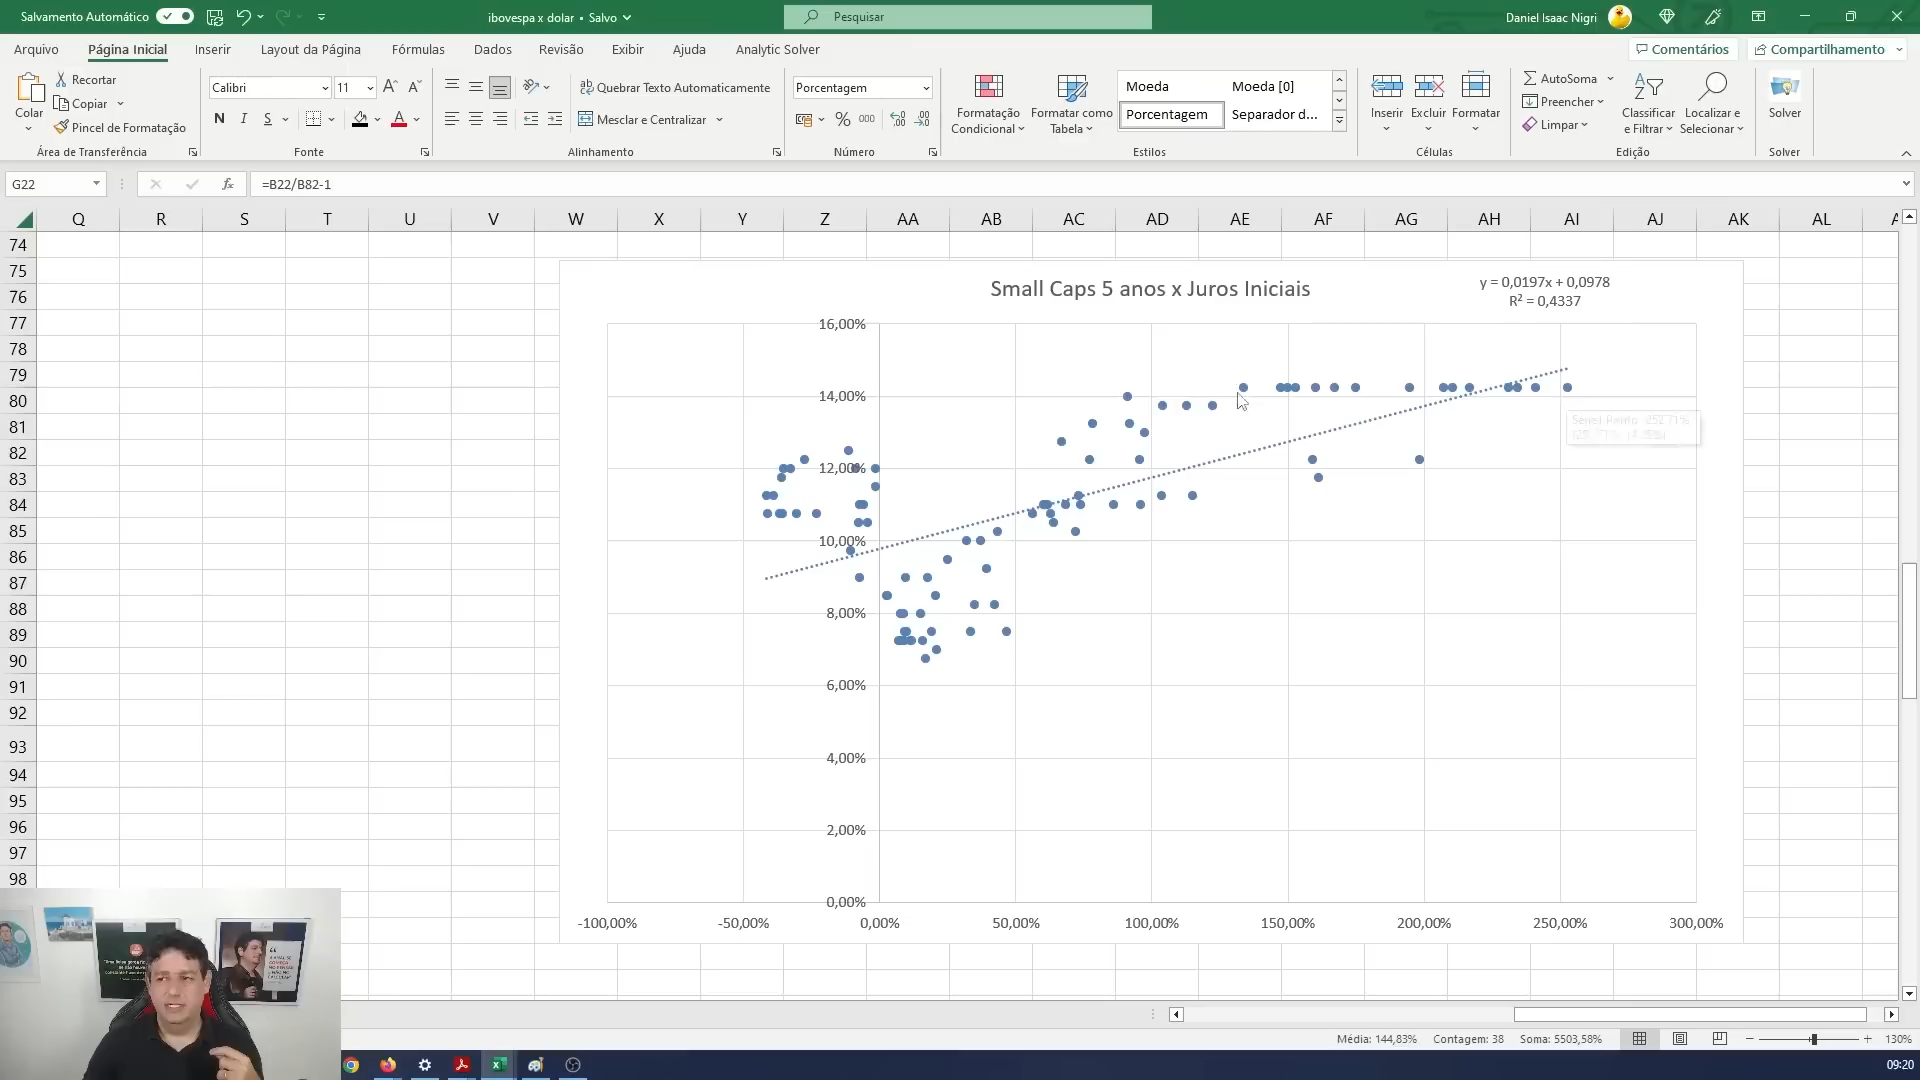 Salvamento Automático
ibovespa x dolar • Salvo
Pesquisar
Daniel Isaac Nigri
Arquivo
Página Inicial
Inserir
Layout da Página
Fórmulas
Dados
Revisão
Exibir
Ajuda
Analytic Solver
Comentários
Compartilhamento
Colar
Recortar
Copiar
Pincel de Formatação
Área de Transferência
Calibri
11
N I S
Fonte
Quebrar Texto Automaticamente
Mesclar e Centralizar
Alinhamento
Porcentagem
% 000
Número
Formatação Condicional
Formatar como Tabela
Moeda
Moeda [0]
Porcentagem
Separador d...
Estilos
Inserir
Excluir
Formatar
Células
AutoSoma
Preencher
Limpar
Classificar e Filtrar
Localizar e Selecionar
Edição
Solver
Solver
G22
fx
=B22/B82-1
Q R S T U V W X Y Z AA AB AC AD AE AF AG AH AI AJ AK AL
74
75
76
77
78
79
80
81
82
83
84
85
86
87
88
89
90
91
92
93
94
95
96
97
98
Small Caps 5 anos x Juros Iniciais
y = 0,0197x + 0,0978
R² = 0,4337
16,00%
14,00%
12,00%
10,00%
8,00%
6,00%
4,00%
2,00%
0,00%
-100,00% -50,00% 0,00% 50,00% 100,00% 150,00% 200,00% 250,00% 300,00%
Média: 144,83%
Contagem: 38
Soma: 5503,58%
130%
09:20